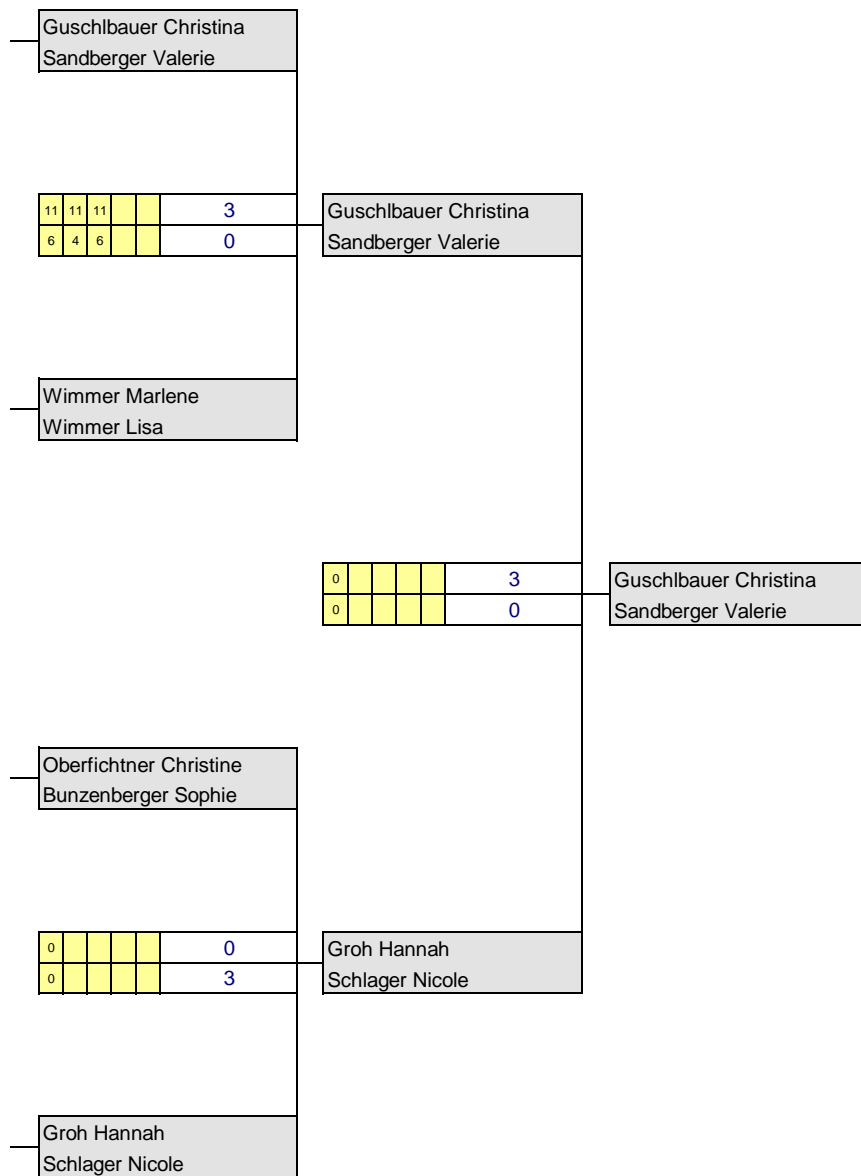 Guschlbauer Christina
Sandberger Valerie
11 11 11 3
6 4 6 0
Guschlbauer Christina
Sandberger Valerie
Wimmer Marlene
Wimmer Lisa
0 3
0 0
Guschlbauer Christina
Sandberger Valerie
Oberfichtner Christine
Bunzenberger Sophie
0 0
0 3
Groh Hannah
Schlager Nicole
Groh Hannah
Schlager Nicole